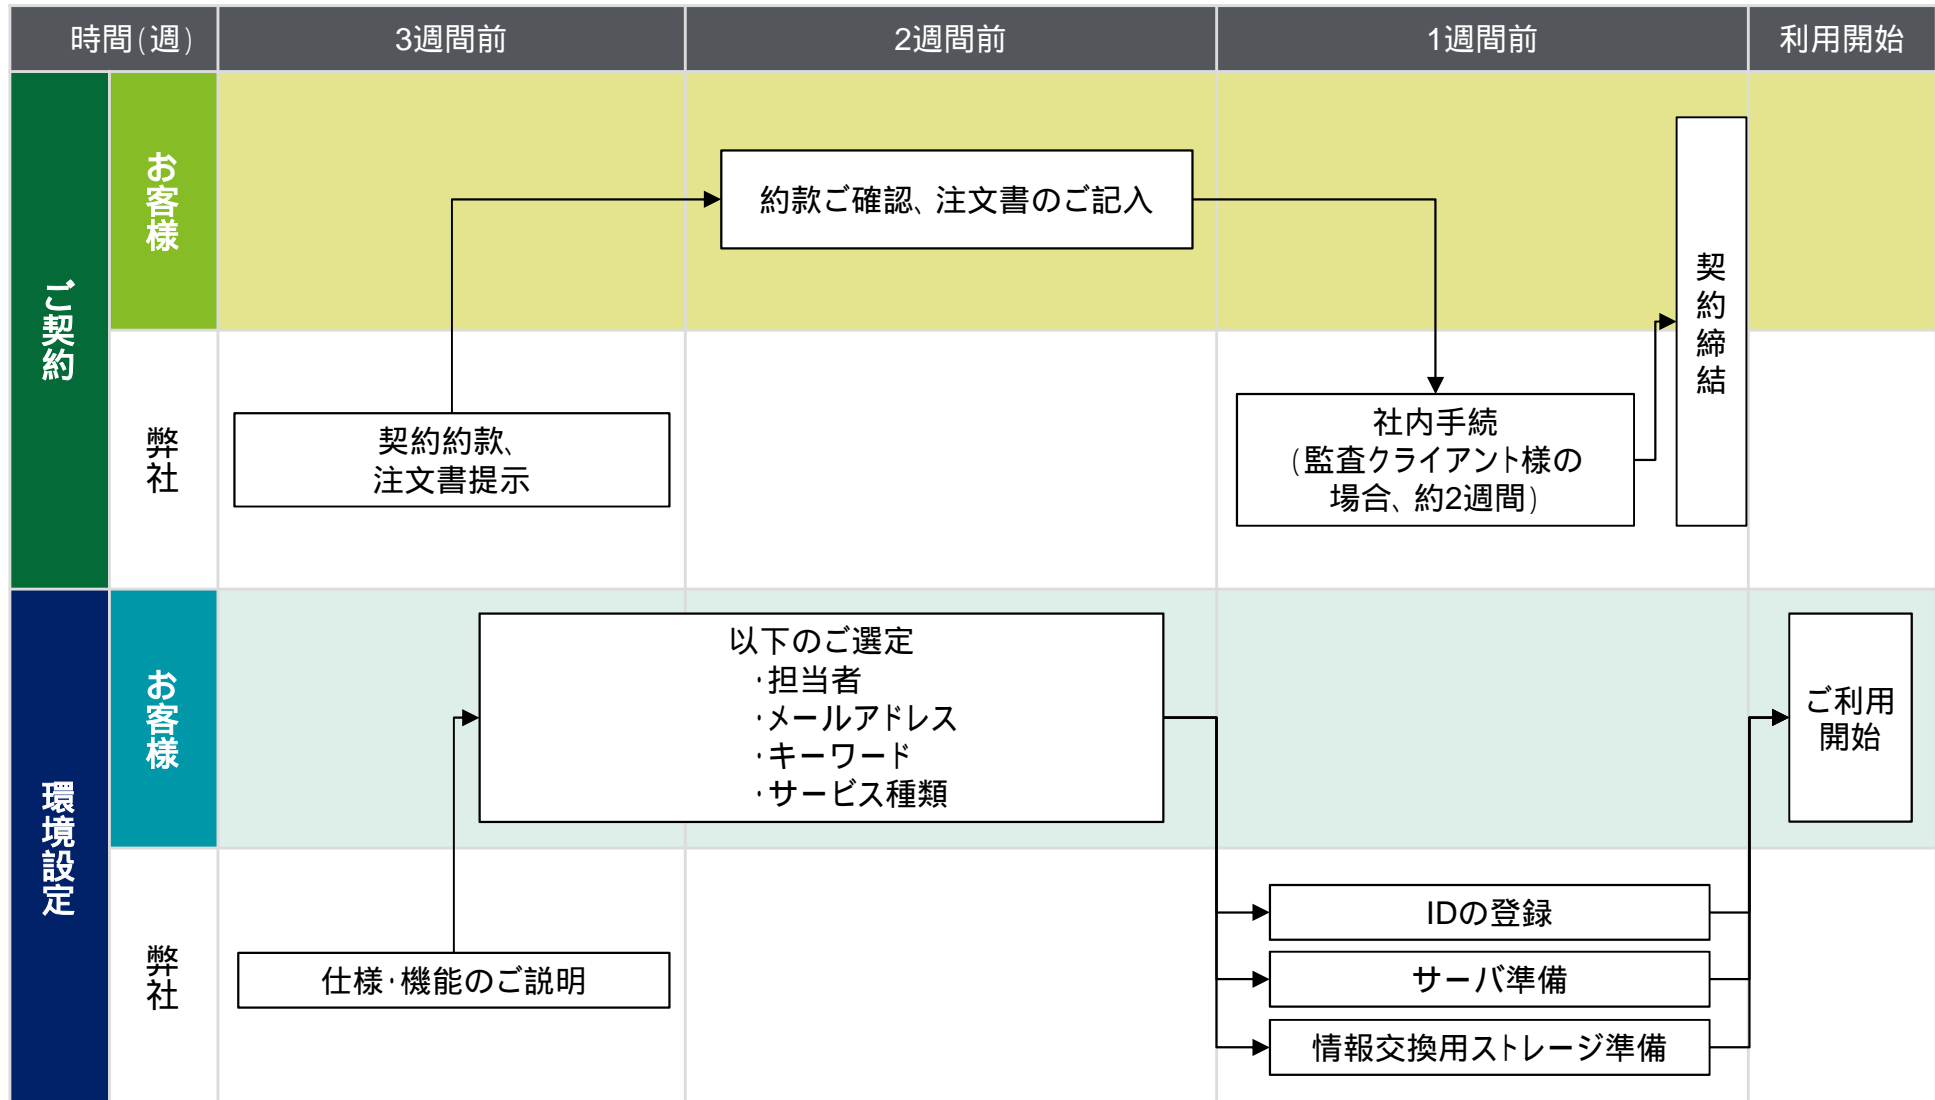 時間(週)
3週間前
2週間前
1週間前
利用開始
ご契約
お客様
約款ご確認、注文書のご記入
契約締結
弊社
契約約款、
注文書提示
社内手続
(監査クライアント様の
場合、約2週間)
環境設定
お客様
以下のご選定
・担当者
・メールアドレス
・キーワード
・サービス種類
ご利用
開始
弊社
仕様・機能のご説明
IDの登録
サーバ準備
情報交換用ストレージ準備